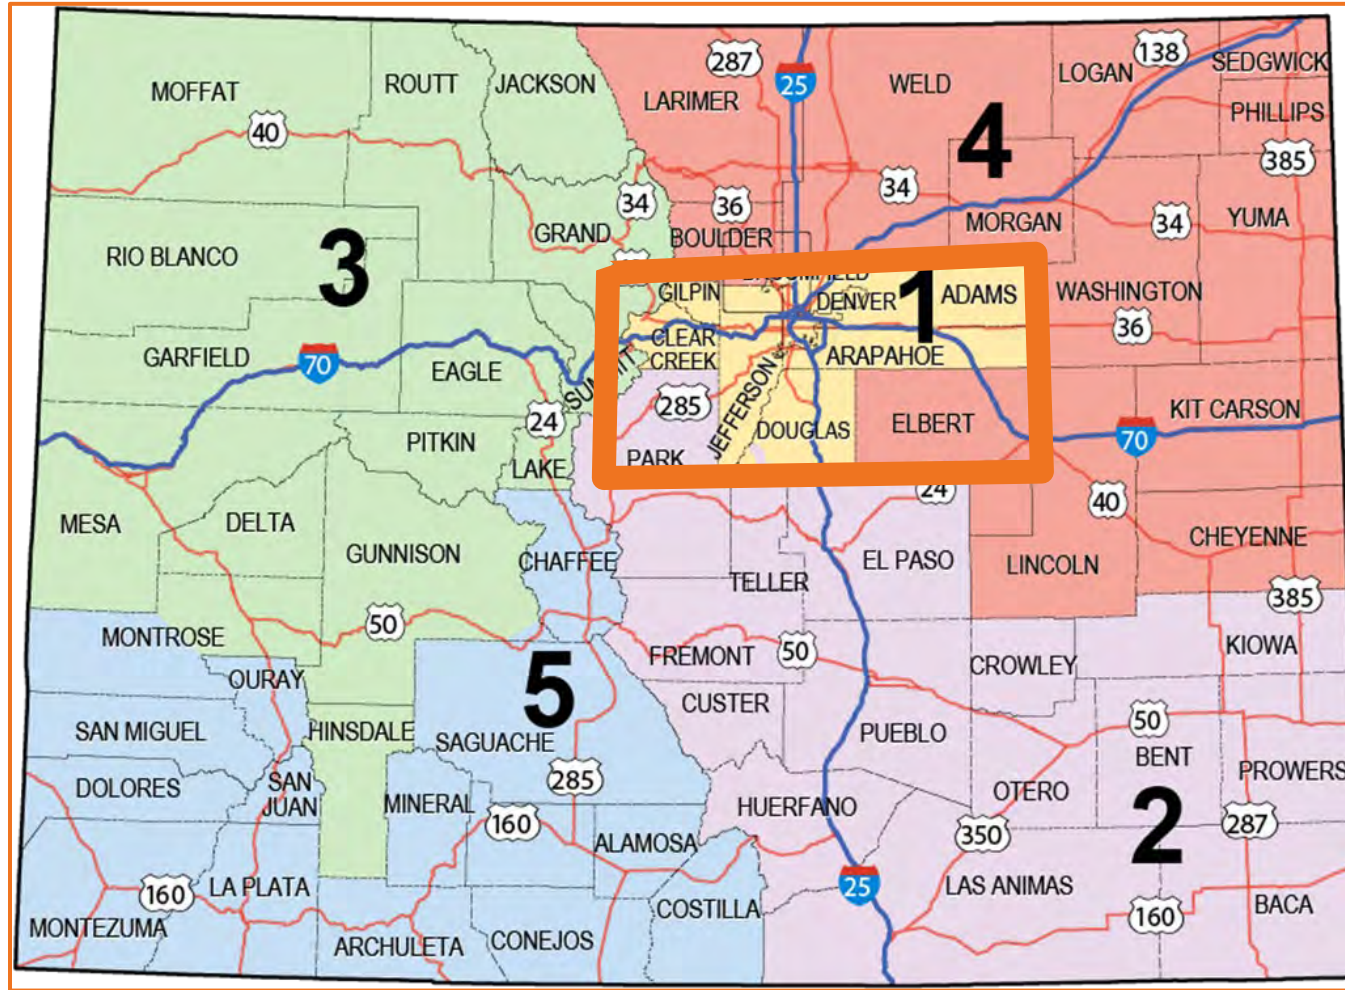 MOFFAT
ROUTT
JACKSON
LARIMER
287
25
WELD
LOGAN
138
SEDGWICK
PHILLIPS
40
385
4
34
36
34
34
RIO BLANCO
3
GRAND
BOULDER
MORGAN
YUMA
GILPIN
DENVER
1
ADAMS
WASHINGTON
36
GARFIELD
70
EAGLE
SUMMIT
CLEAR
CREEK
ARAPAHOE
285
JEFFERSON
DOUGLAS
ELBERT
KIT CARSON
70
PITKIN
24
LAKE
PARK
24
40
MESA
DELTA
GUNNISON
CHAFFEE
TELLER
EL PASO
LINCOLN
CHEYENNE
385
MONTROSE
50
FREMONT
50
CROWLEY
KIOWA
OURAY
5
CUSTER
SAN MIGUEL
HINSDALE
SAGUACHE
PUEBLO
50
BENT
PROWERS
DOLORES
SAN
JUAN
MINERAL
285
HUERFANO
OTERO
2
160
ALAMOSA
350
287
160
LA PLATA
25
LAS ANIMAS
MONTEZUMA
ARCHULETA
CONEJOS
COSTILLA
160
BACA